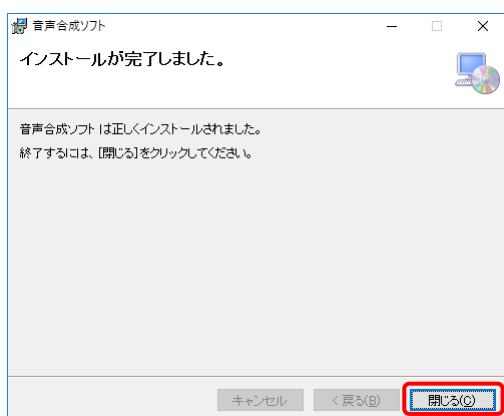 音声合成ソフト
インストールが完了しました。
音声合成ソフト は正しくインストールされました。
終了するには、[閉じる]をクリックしてください。
キャンセル
< 戻る(B)
閉じる(C)